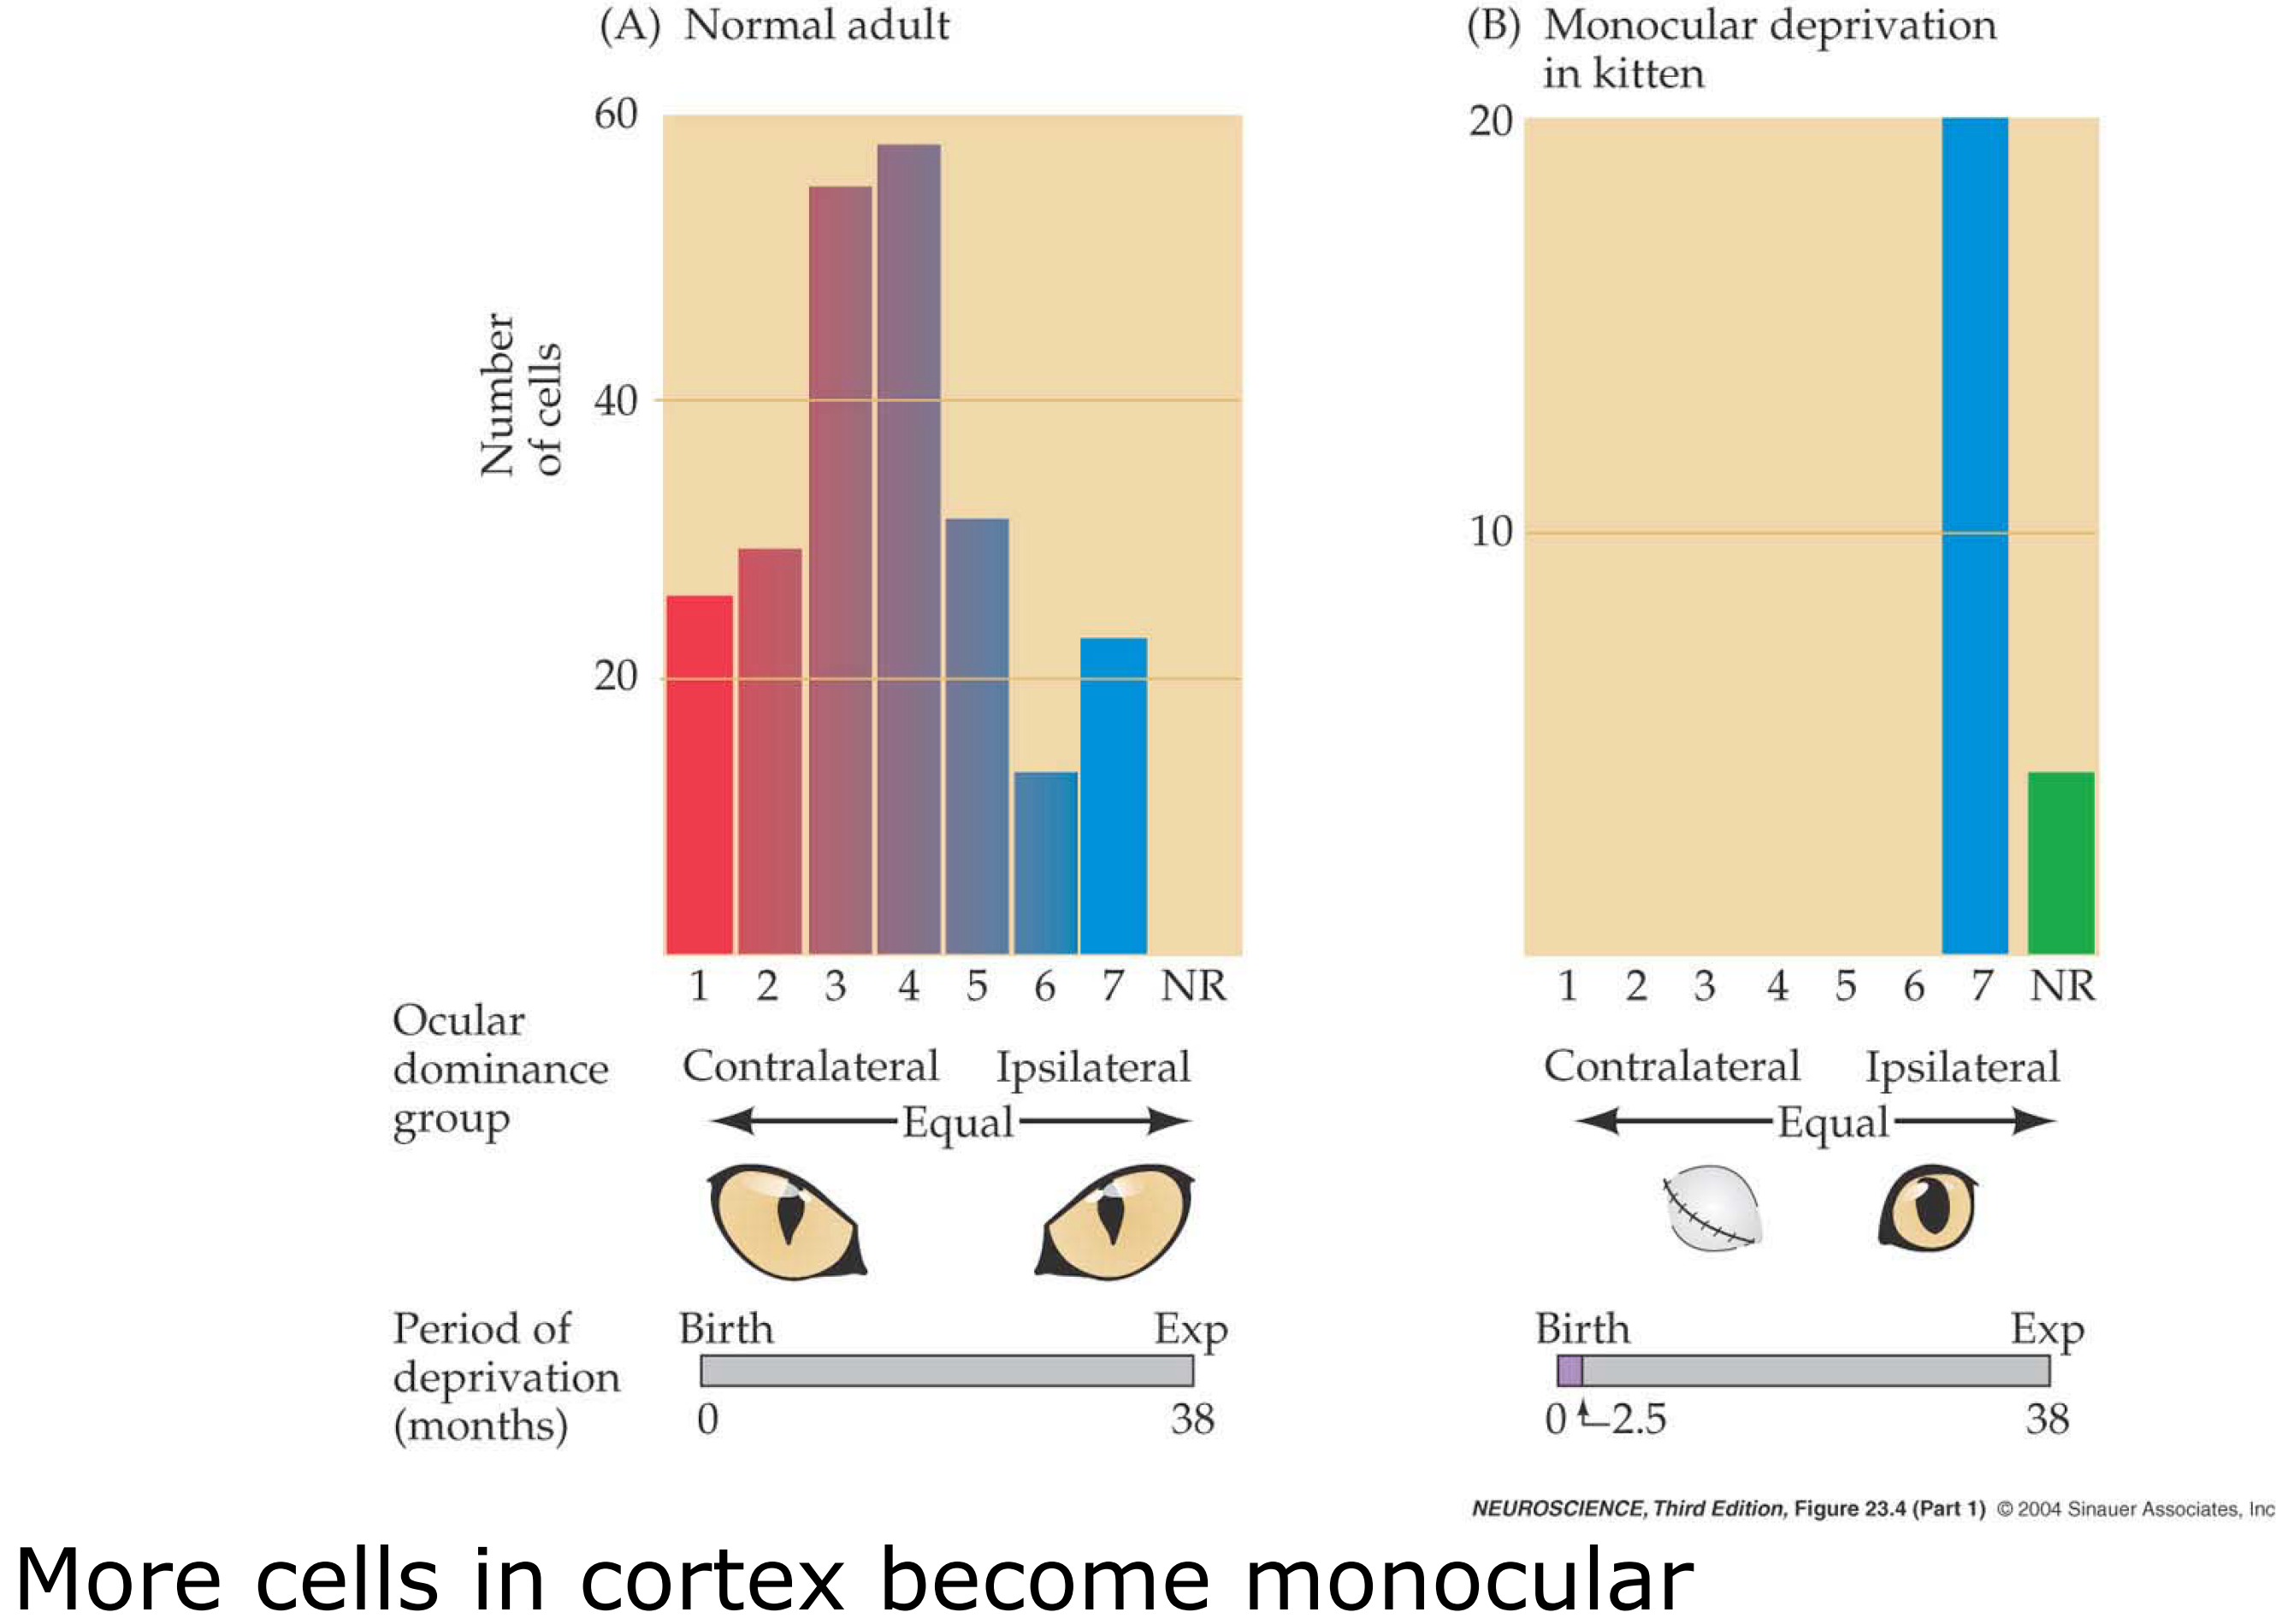 (A) Normal adult
60
40
20
Number
of cells
1 2 3 4 5 6 7 NR
Ocular
dominance
group
Contralateral Ipsilateral
Equal
Period of
deprivation
(months)
Birth Exp
0 38
(B) Monocular deprivation
in kitten
20
10
1 2 3 4 5 6 7 NR
Contralateral Ipsilateral
Equal
Birth Exp
0 2.5 38
NEUROSCIENCE, Third Edition, Figure 23.4 (Part 1) © 2004 Sinauer Associates, Inc
More cells in cortex become monocular